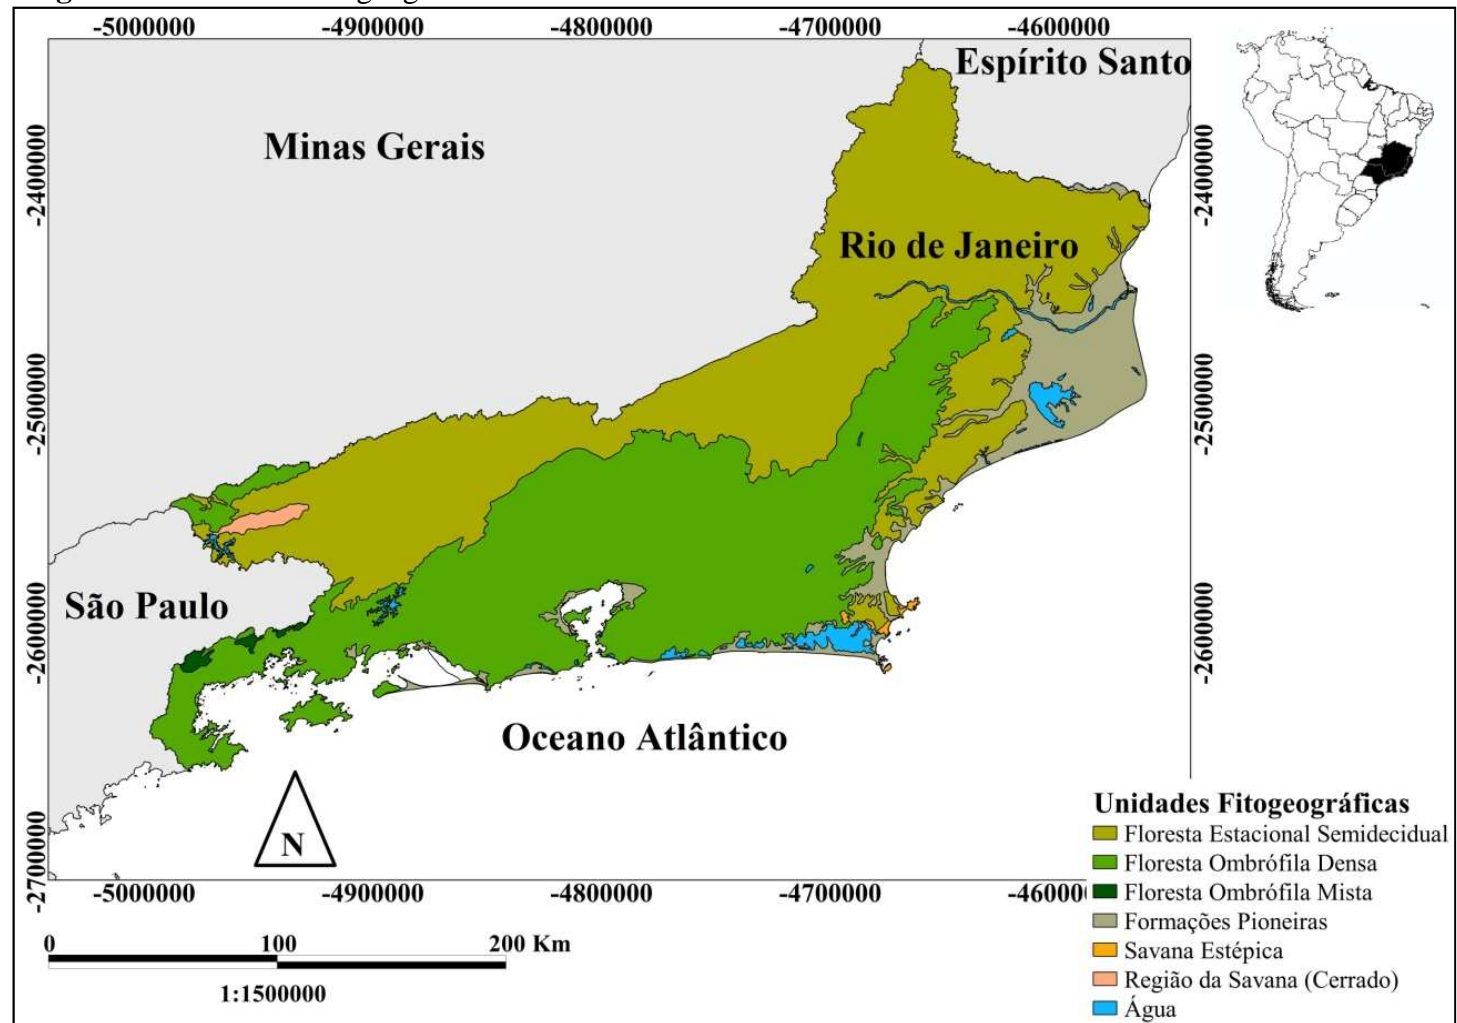 -5000000 -4900000 -4800000 -4700000 -4600000
Espírito Santo
Minas Gerais
-2400000
-2400000
Rio de Janeiro
-2500000
-2500000
São Paulo
-2600000
-2600000
Oceano Atlântico
N
-2700000
-5000000 -4900000 -4800000 -4700000 -4600000
Unidades Fitogeográficas
Floresta Estacional Semidecidual
Floresta Ombrófila Densa
Floresta Ombrófila Mista
Formações Pioneiras
Savana Estépica
Região da Savana (Cerrado)
Água
0 100 200 Km
1:1500000